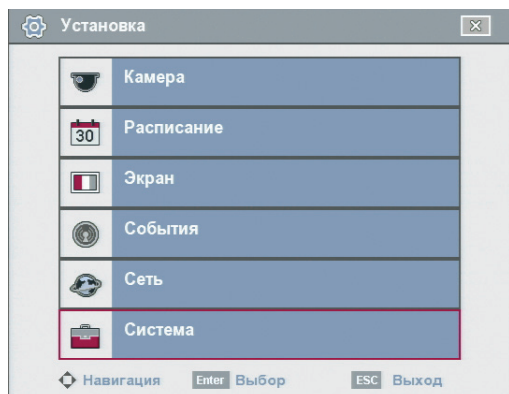 Установка
Камера
30 Расписание
Экран
События
Сеть
Система
Навигация Enter Выбор ESC Выход